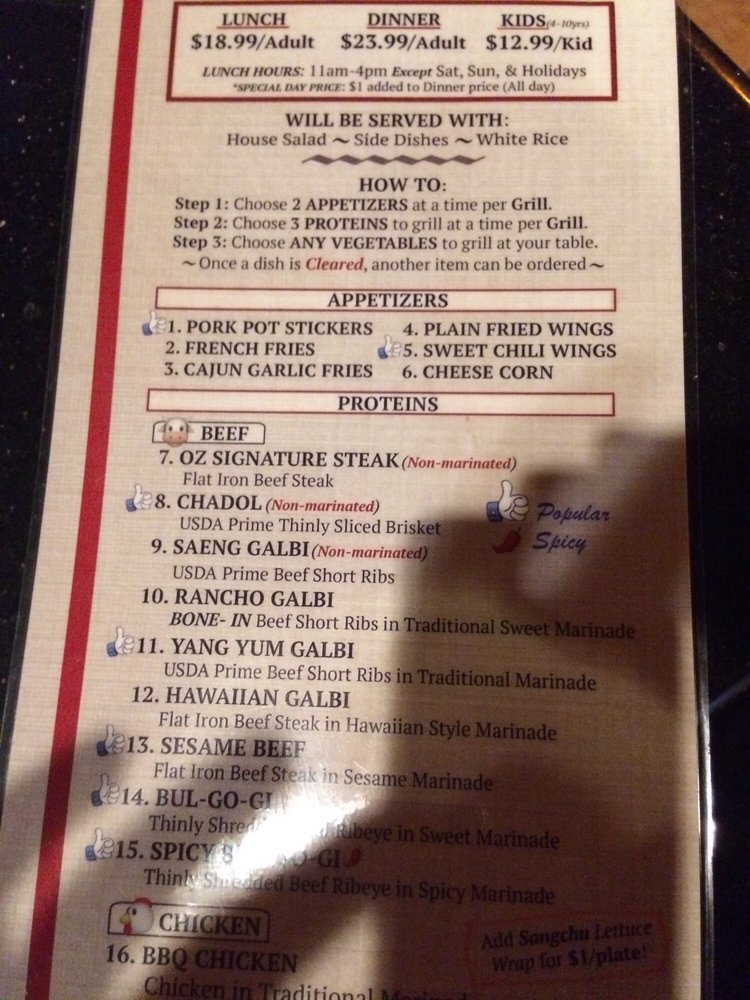 LUNCH DINNER KIDS(4-10yrs)
$18.99/Adult $23.99/Adult $12.99/Kid
LUNCH HOURS: 11am-4pm Except Sat, Sun, & Holidays
*SPECIAL DAY PRICE: $1 added to Dinner price (All day)
WILL BE SERVED WITH:
House Salad ~ Side Dishes ~ White Rice
HOW TO:
Step 1: Choose 2 APPETIZERS at a time per Grill.
Step 2: Choose 3 PROTEINS to grill at a time per Grill.
Step 3: Choose ANY VEGETABLES to grill at your table.
~ Once a dish is Cleared, another item can be ordered ~
APPETIZERS
1. PORK POT STICKERS 4. PLAIN FRIED WINGS
2. FRENCH FRIES 5. SWEET CHILI WINGS
3. CAJUN GARLIC FRIES 6. CHEESE CORN
PROTEINS
BEEF
7. OZ SIGNATURE STEAK (Non-marinated)
Flat Iron Beef Steak
8. CHADOL (Non-marinated)
USDA Prime Thinly Sliced Brisket
Popular
Spicy
9. SAENG GALBI (Non-marinated)
USDA Prime Beef Short Ribs
10. RANCHO GALBI
BONE- IN Beef Short Ribs in Traditional Sweet Marinade
11. YANG YUM GALBI
USDA Prime Beef Short Ribs in Traditional Marinade
12. HAWAIIAN GALBI
Flat Iron Beef Steak in Hawaiian Style Marinade
13. SESAME BEEF
Flat Iron Beef Steak in Sesame Marinade
14. BUL-GO-GI
Thinly Ribeye in Sweet Marinade
15. SPICY
Thinly Shredded Beef Ribeye in Spicy Marinade
CHICKEN
16. BBQ CHICKEN
Chicken in Traditional
Add Sangchu Lettuce
Wrap for $1/plate!